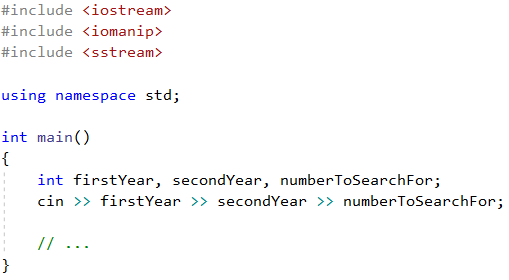 #include <iostream>
#include <iomanip>
#include <sstream>
using namespace std;
int main()
{
int firstYear, secondYear, numberToSearchFor;
cin >> firstYear >> secondYear >> numberToSearchFor;
// ...
}